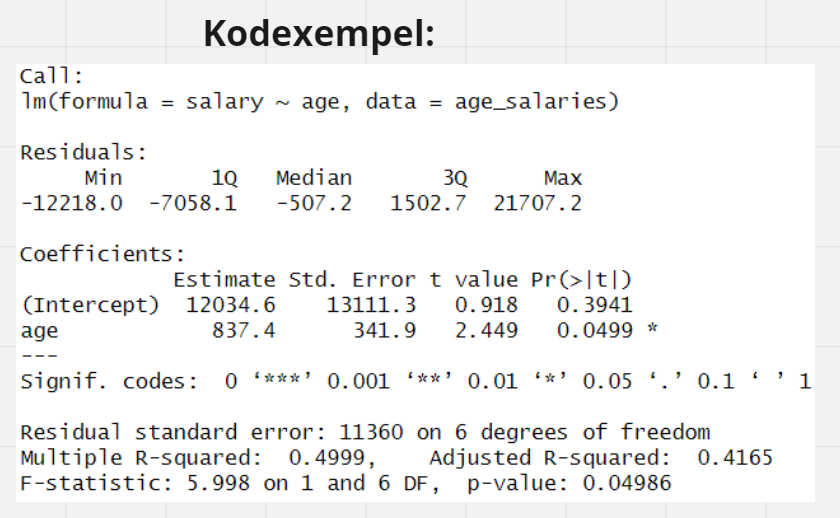 Kodexempel:
Call:
lm(formula = salary ~ age, data = age_salaries)
Residuals:
Min 1Q Median 3Q Max
-12218.0 -7058.1 -507.2 1502.7 21707.2
Coefficients:
Estimate Std. Error t value Pr(>|t|)
(Intercept) 12034.6 13111.3 0.918 0.3941
age 837.4 341.9 2.449 0.0499 *
---
Signif. codes: 0 ‘***’ 0.001 ‘**’ 0.01 ‘*’ 0.05 ‘.’ 0.1 ‘ ’ 1
Residual standard error: 11360 on 6 degrees of freedom
Multiple R-squared: 0.4999, Adjusted R-squared: 0.4165
F-statistic: 5.998 on 1 and 6 DF, p-value: 0.04986